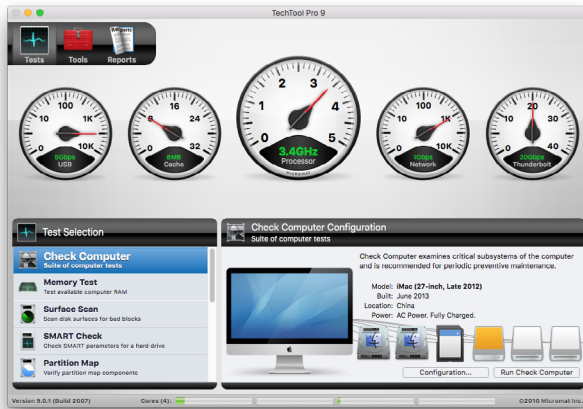 TechTool Pro 9
Tests
Tools
Reports
Reports
0 10 100 1K 10K
5Gbps
USB
0 8 16 24 32
8MB
Cache
0 1 2 3 4 5
3.4GHz
Processor
Micromat
0 10 100 1K 10K
1Gbps
Network
0 10 20 30 40
20Gbps
Thunderbolt
Test Selection
Check Computer
Suite of computer tests
Memory Test
Test available computer RAM
Surface Scan
Scan disk surfaces for bad blocks
SMART Check
Check SMART parameters for a hard drive
Partition Map
Verify partition map components
Check Computer Configuration
Suite of computer tests
Check Computer examines critical subsystems of the computer
and is recommended for periodic preventive maintenance.
Model: iMac (27-inch, Late 2012)
Built: June 2013
Location: China
Power: AC Power. Fully Charged.
Configuration...
Run Check Computer
Version 9.0.1 (Build 2007)
Cores (4):
©2016 Micromat Inc.